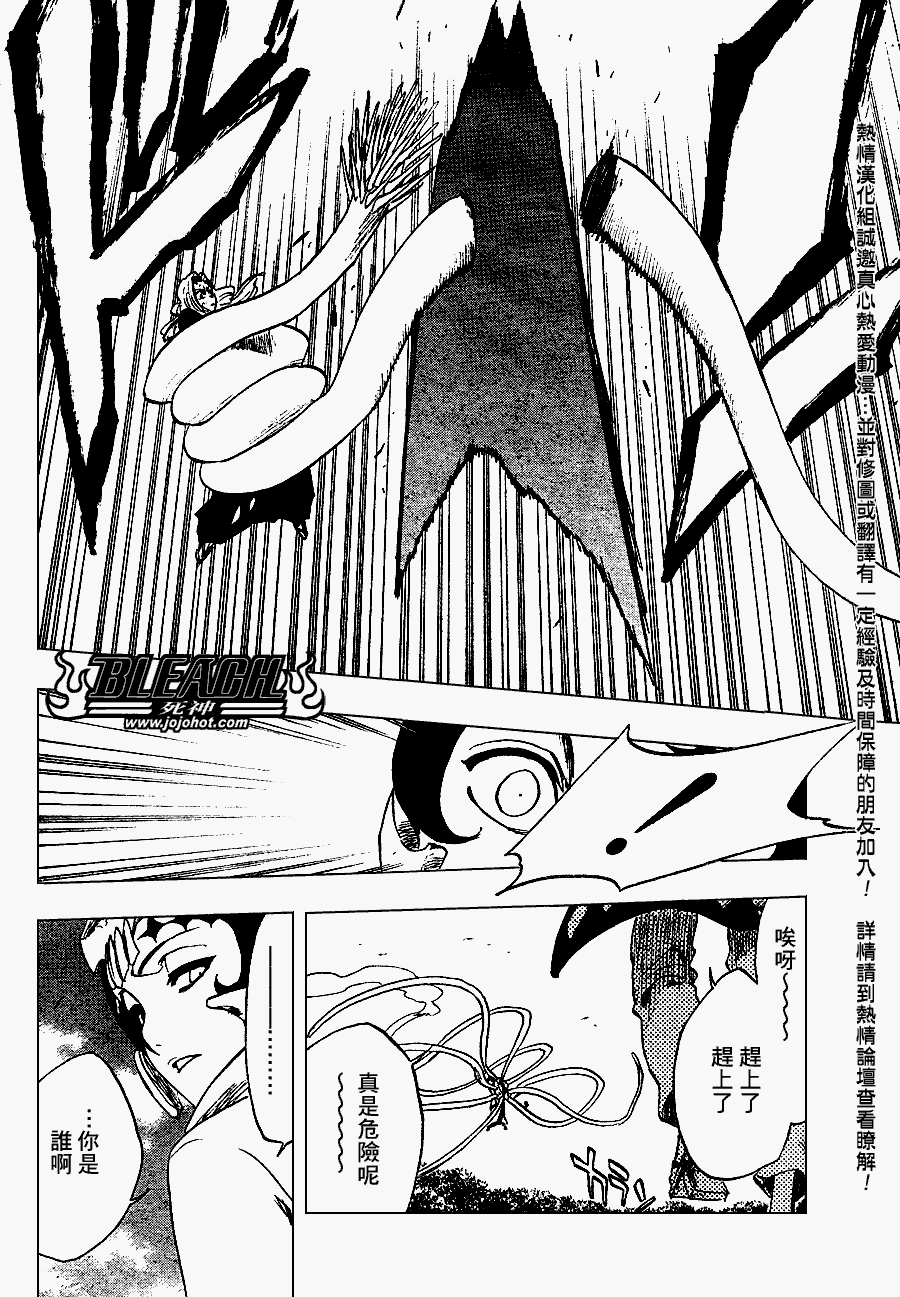 熱情漢化組誠邀真心熱愛動漫…並對修圖或翻譯有一定經驗及時間保障的朋友加入！　詳情請到熱情論壇查看瞭解！
BLEACH
死神
www.jojohot.com
！
唉呀～～～
趕上了
趕上了
真是危險呢～～～
カラン
…………
…你是
誰啊